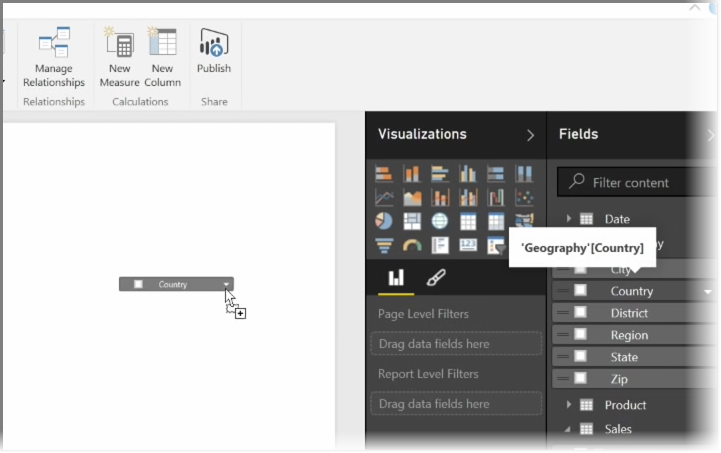 Manage
Relationships
New
Measure
New
Column
Publish
Relationships
Calculations
Share
Visualizations
Fields
Filter content
Date
'Geography'[Country]
City
Country
District
Region
State
Zip
Product
Sales
Page Level Filters
Drag data fields here
Report Level Filters
Drag data fields here
Country